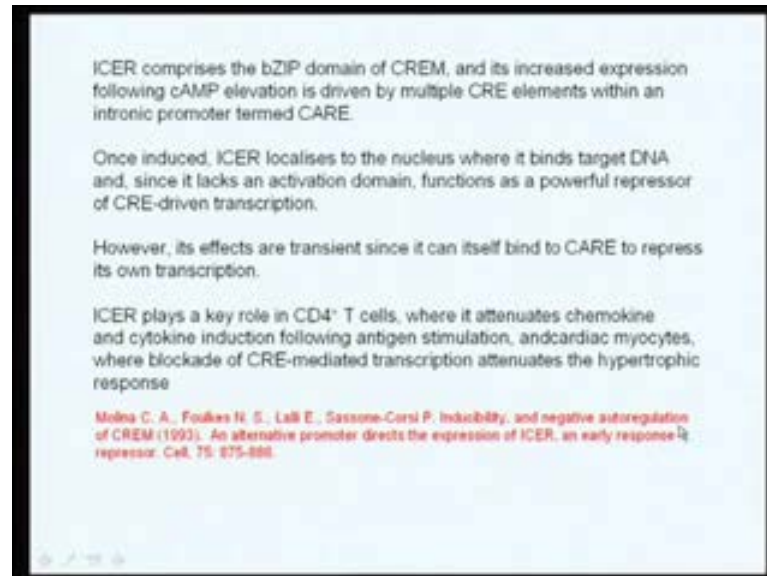 ICER comprises the bZIP domain of CREM, and its increased expression
following cAMP elevation is driven by multiple CRE elements within an
intronic promoter termed CARE.
Once induced, ICER localises to the nucleus where it binds target DNA
and, since it lacks an activation domain, functions as a powerful repressor
of CRE-driven transcription.
However, its effects are transient since it can itself bind to CARE to repress
its own transcription.
ICER plays a key role in CD4⁺ T cells, where it attenuates chemokine
and cytokine induction following antigen stimulation, andcardiac myocytes,
where blockade of CRE-mediated transcription attenuates the hypertrophic
response
Molina C. A., Foulkes N. S., Lalli E., Sassone-Corsi P. Inducibility, and negative autoregulation
of CREM (1993). An alternative promoter directs the expression of ICER, an early response
repressor. Cell, 75: 875-886.